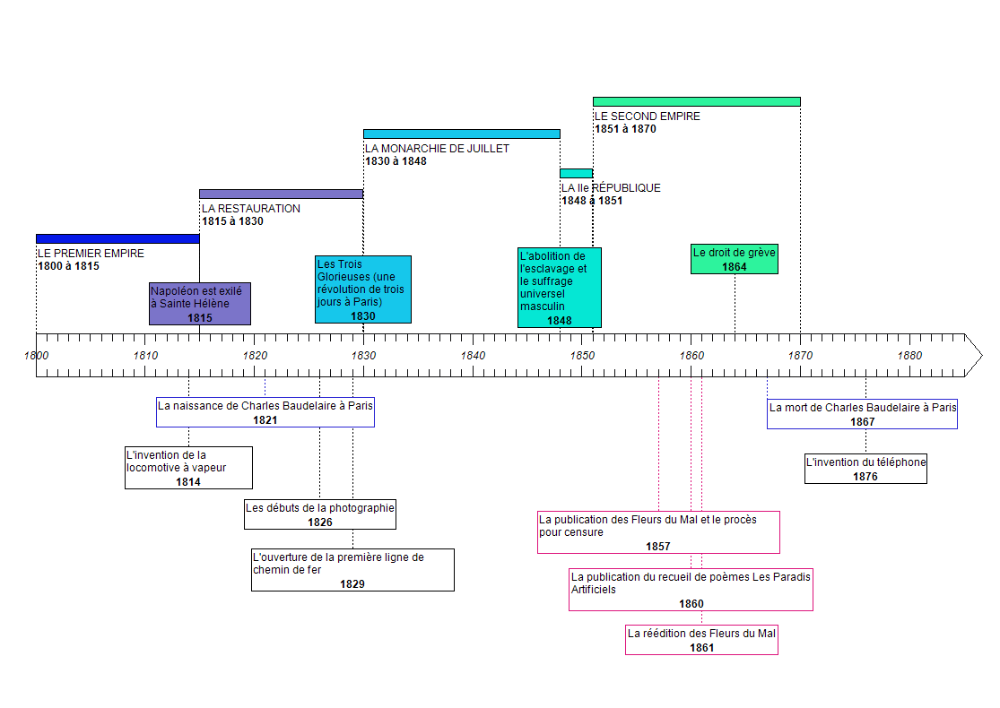 LE SECOND EMPIRE
1851 à 1870
LA MONARCHIE DE JUILLET
1830 à 1848
LA IIe RÉPUBLIQUE
1848 à 1851
LA RESTAURATION
1815 à 1830
LE PREMIER EMPIRE
1800 à 1815
Napoléon est exilé
à Sainte Hélène
1815
Les Trois
Glorieuses (une
révolution de trois
jours à Paris)
1830
L'abolition de
l'esclavage et
le suffrage
universel
masculin
1848
Le droit de grève
1864
1800 1810 1820 1830 1840 1850 1860 1870 1880
La naissance de Charles Baudelaire à Paris
1821
La mort de Charles Baudelaire à Paris
1867
L'invention de la
locomotive à vapeur
1814
L'invention du téléphone
1876
Les débuts de la photographie
1826
La publication des Fleurs du Mal et le procès
pour censure
1857
L'ouverture de la première ligne de
chemin de fer
1829
La publication du recueil de poèmes Les Paradis
Artificiels
1860
La réédition des Fleurs du Mal
1861